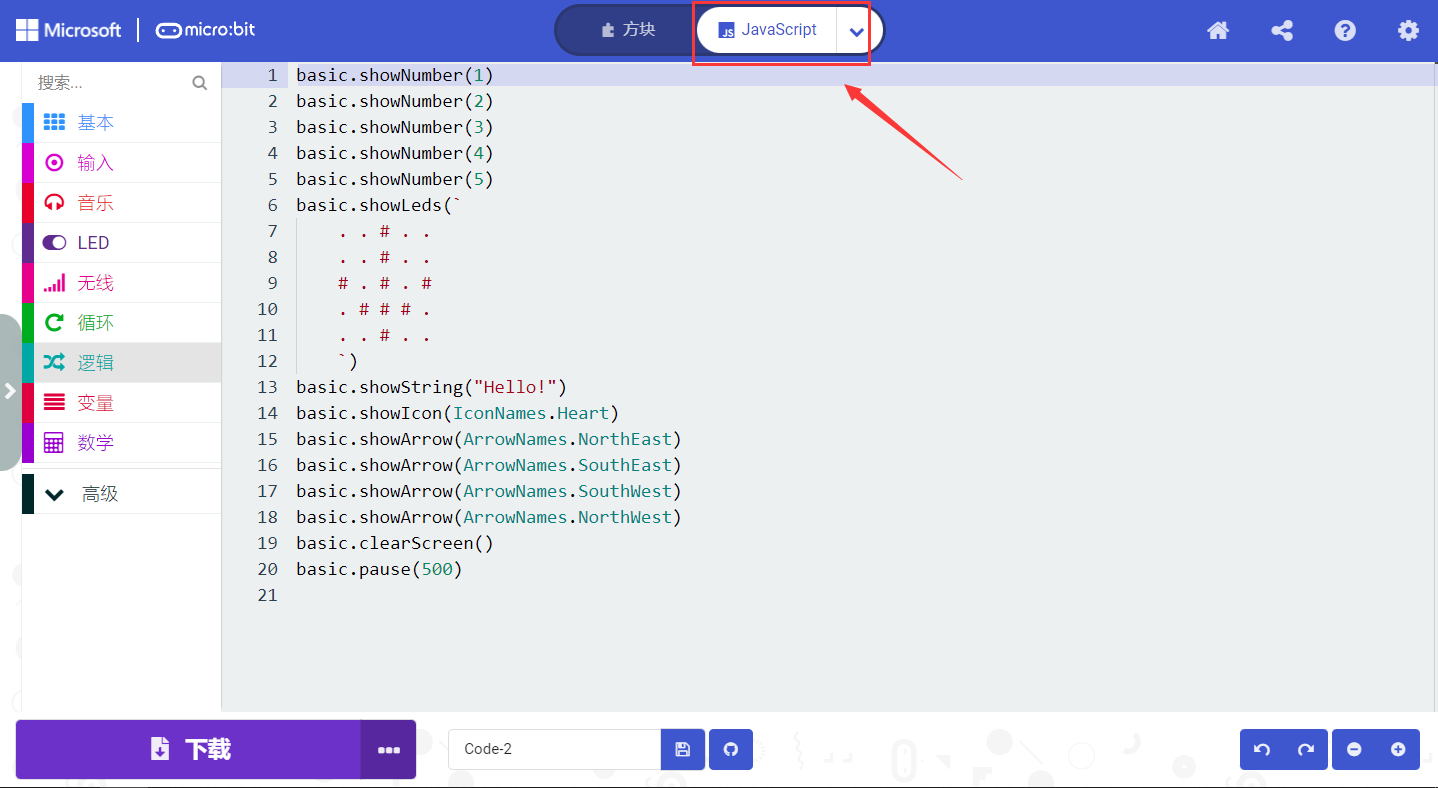 Microsoft micro:bit 方块 JS JavaScript
搜索...
基本
输入
音乐
LED
无线
循环
逻辑
变量
数学
高级
1 basic.showNumber(1)
2 basic.showNumber(2)
3 basic.showNumber(3)
4 basic.showNumber(4)
5 basic.showNumber(5)
6 basic.showLeds(`
7 . . # . .
8 . . # . .
9 # . # . #
10 . # # # .
11 . . # . .
12 `)
13 basic.showString("Hello!")
14 basic.showIcon(IconNames.Heart)
15 basic.showArrow(ArrowNames.NorthEast)
16 basic.showArrow(ArrowNames.SouthEast)
17 basic.showArrow(ArrowNames.SouthWest)
18 basic.showArrow(ArrowNames.NorthWest)
19 basic.clearScreen()
20 basic.pause(500)
21
下载 Code-2